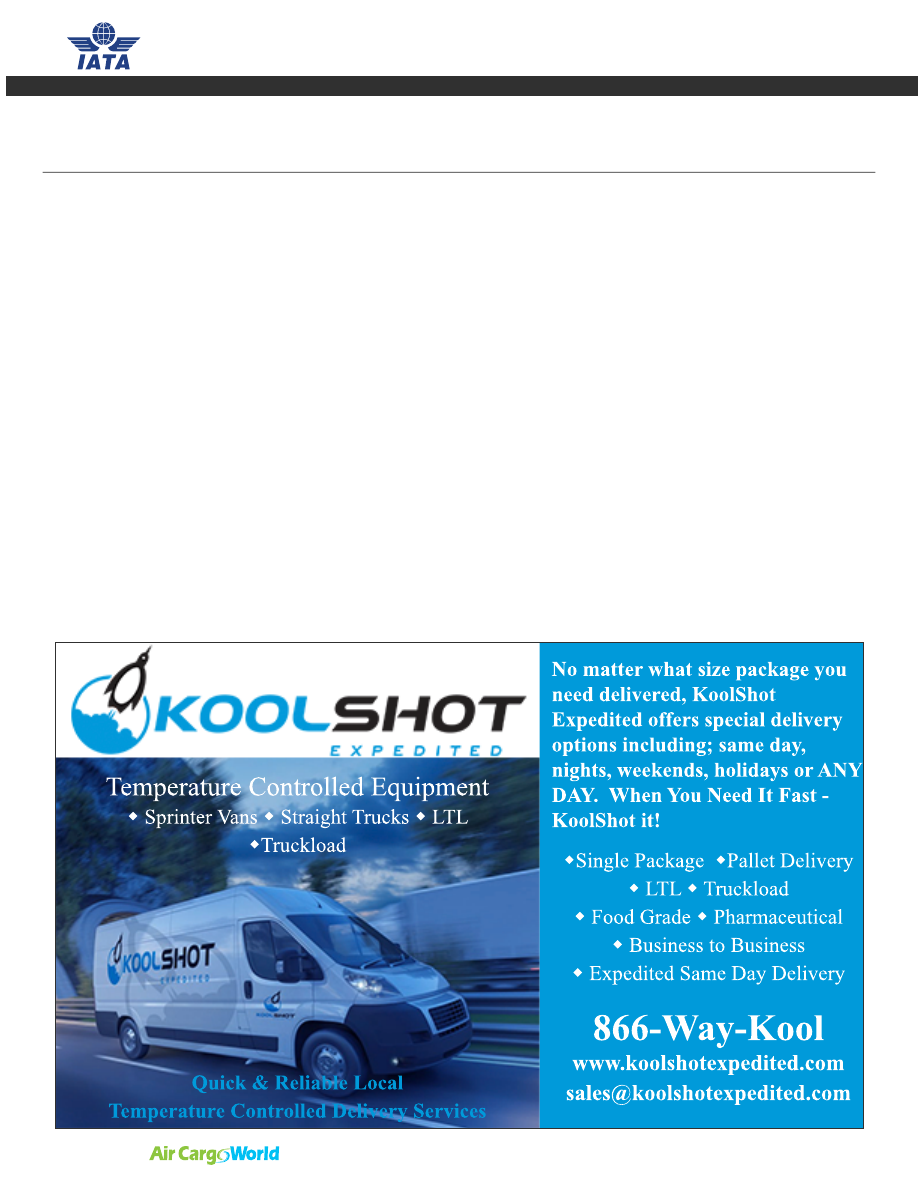 IATA
KOOLSHOT
EXPEDITED
Temperature Controlled Equipment
◆ Sprinter Vans ◆ Straight Trucks ◆ LTL
◆Truckload
KOOLSHOT
EXPEDITED
KOOLSHOT
Quick & Reliable Local
Temperature Controlled Delivery Services
No matter what size package you
need delivered, KoolShot
Expedited offers special delivery
options including; same day,
nights, weekends, holidays or ANY
DAY.  When You Need It Fast -
KoolShot it!
◆Single Package  ◆Pallet Delivery
◆ LTL ◆ Truckload
◆ Food Grade ◆ Pharmaceutical
◆ Business to Business
◆ Expedited Same Day Delivery
866-Way-Kool
www.koolshotexpedited.com
sales@koolshotexpedited.com
Air CargoWorld